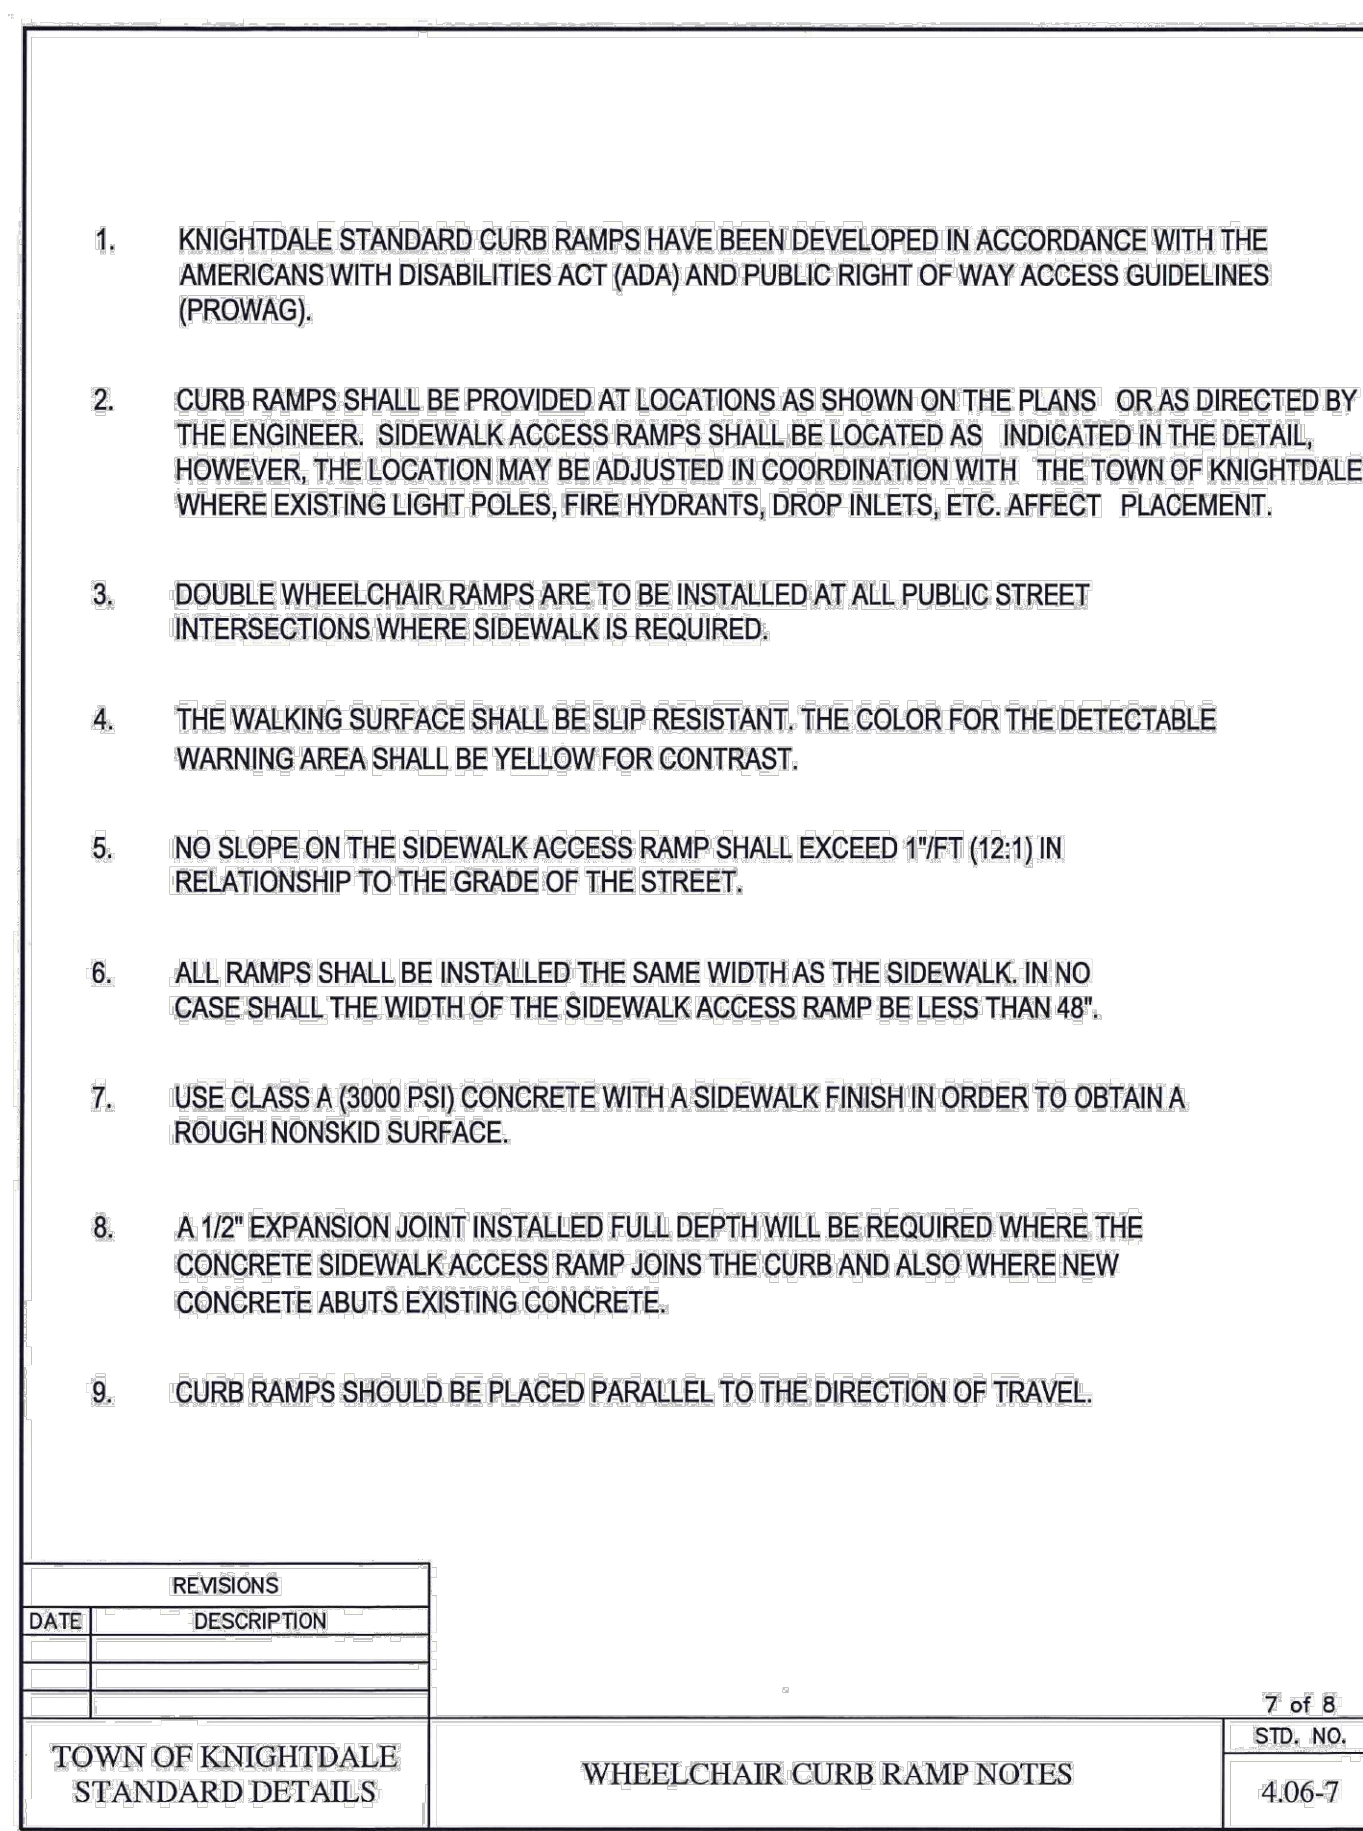 1. KNIGHTDALE STANDARD CURB RAMPS HAVE BEEN DEVELOPED IN ACCORDANCE WITH THE
AMERICANS WITH DISABILITIES ACT (ADA) AND PUBLIC RIGHT OF WAY ACCESS GUIDELINES
(PROWAG).
2. CURB RAMPS SHALL BE PROVIDED AT LOCATIONS AS SHOWN ON THE PLANS OR AS DIRECTED BY
THE ENGINEER. SIDEWALK ACCESS RAMPS SHALL BE LOCATED AS INDICATED IN THE DETAIL,
HOWEVER, THE LOCATION MAY BE ADJUSTED IN COORDINATION WITH THE TOWN OF KNIGHTDALE
WHERE EXISTING LIGHT POLES, FIRE HYDRANTS, DROP INLETS, ETC. AFFECT PLACEMENT.
3. DOUBLE WHEELCHAIR RAMPS ARE TO BE INSTALLED AT ALL PUBLIC STREET
INTERSECTIONS WHERE SIDEWALK IS REQUIRED.
4. THE WALKING SURFACE SHALL BE SLIP RESISTANT. THE COLOR FOR THE DETECTABLE
WARNING AREA SHALL BE YELLOW FOR CONTRAST.
5. NO SLOPE ON THE SIDEWALK ACCESS RAMP SHALL EXCEED 1"/FT (12:1) IN
RELATIONSHIP TO THE GRADE OF THE STREET.
6. ALL RAMPS SHALL BE INSTALLED THE SAME WIDTH AS THE SIDEWALK. IN NO
CASE SHALL THE WIDTH OF THE SIDEWALK ACCESS RAMP BE LESS THAN 48".
7. USE CLASS A (3000 PSI) CONCRETE WITH A SIDEWALK FINISH IN ORDER TO OBTAIN A
ROUGH NONSKID SURFACE.
8. A 1/2" EXPANSION JOINT INSTALLED FULL DEPTH WILL BE REQUIRED WHERE THE
CONCRETE SIDEWALK ACCESS RAMP JOINS THE CURB AND ALSO WHERE NEW
CONCRETE ABUTS EXISTING CONCRETE.
9. CURB RAMPS SHOULD BE PLACED PARALLEL TO THE DIRECTION OF TRAVEL.
REVISIONS
DATE DESCRIPTION
7 of 8
TOWN OF KNIGHTDALE
STANDARD DETAILS
WHEELCHAIR CURB RAMP NOTES
STD. NO.
4.06-7